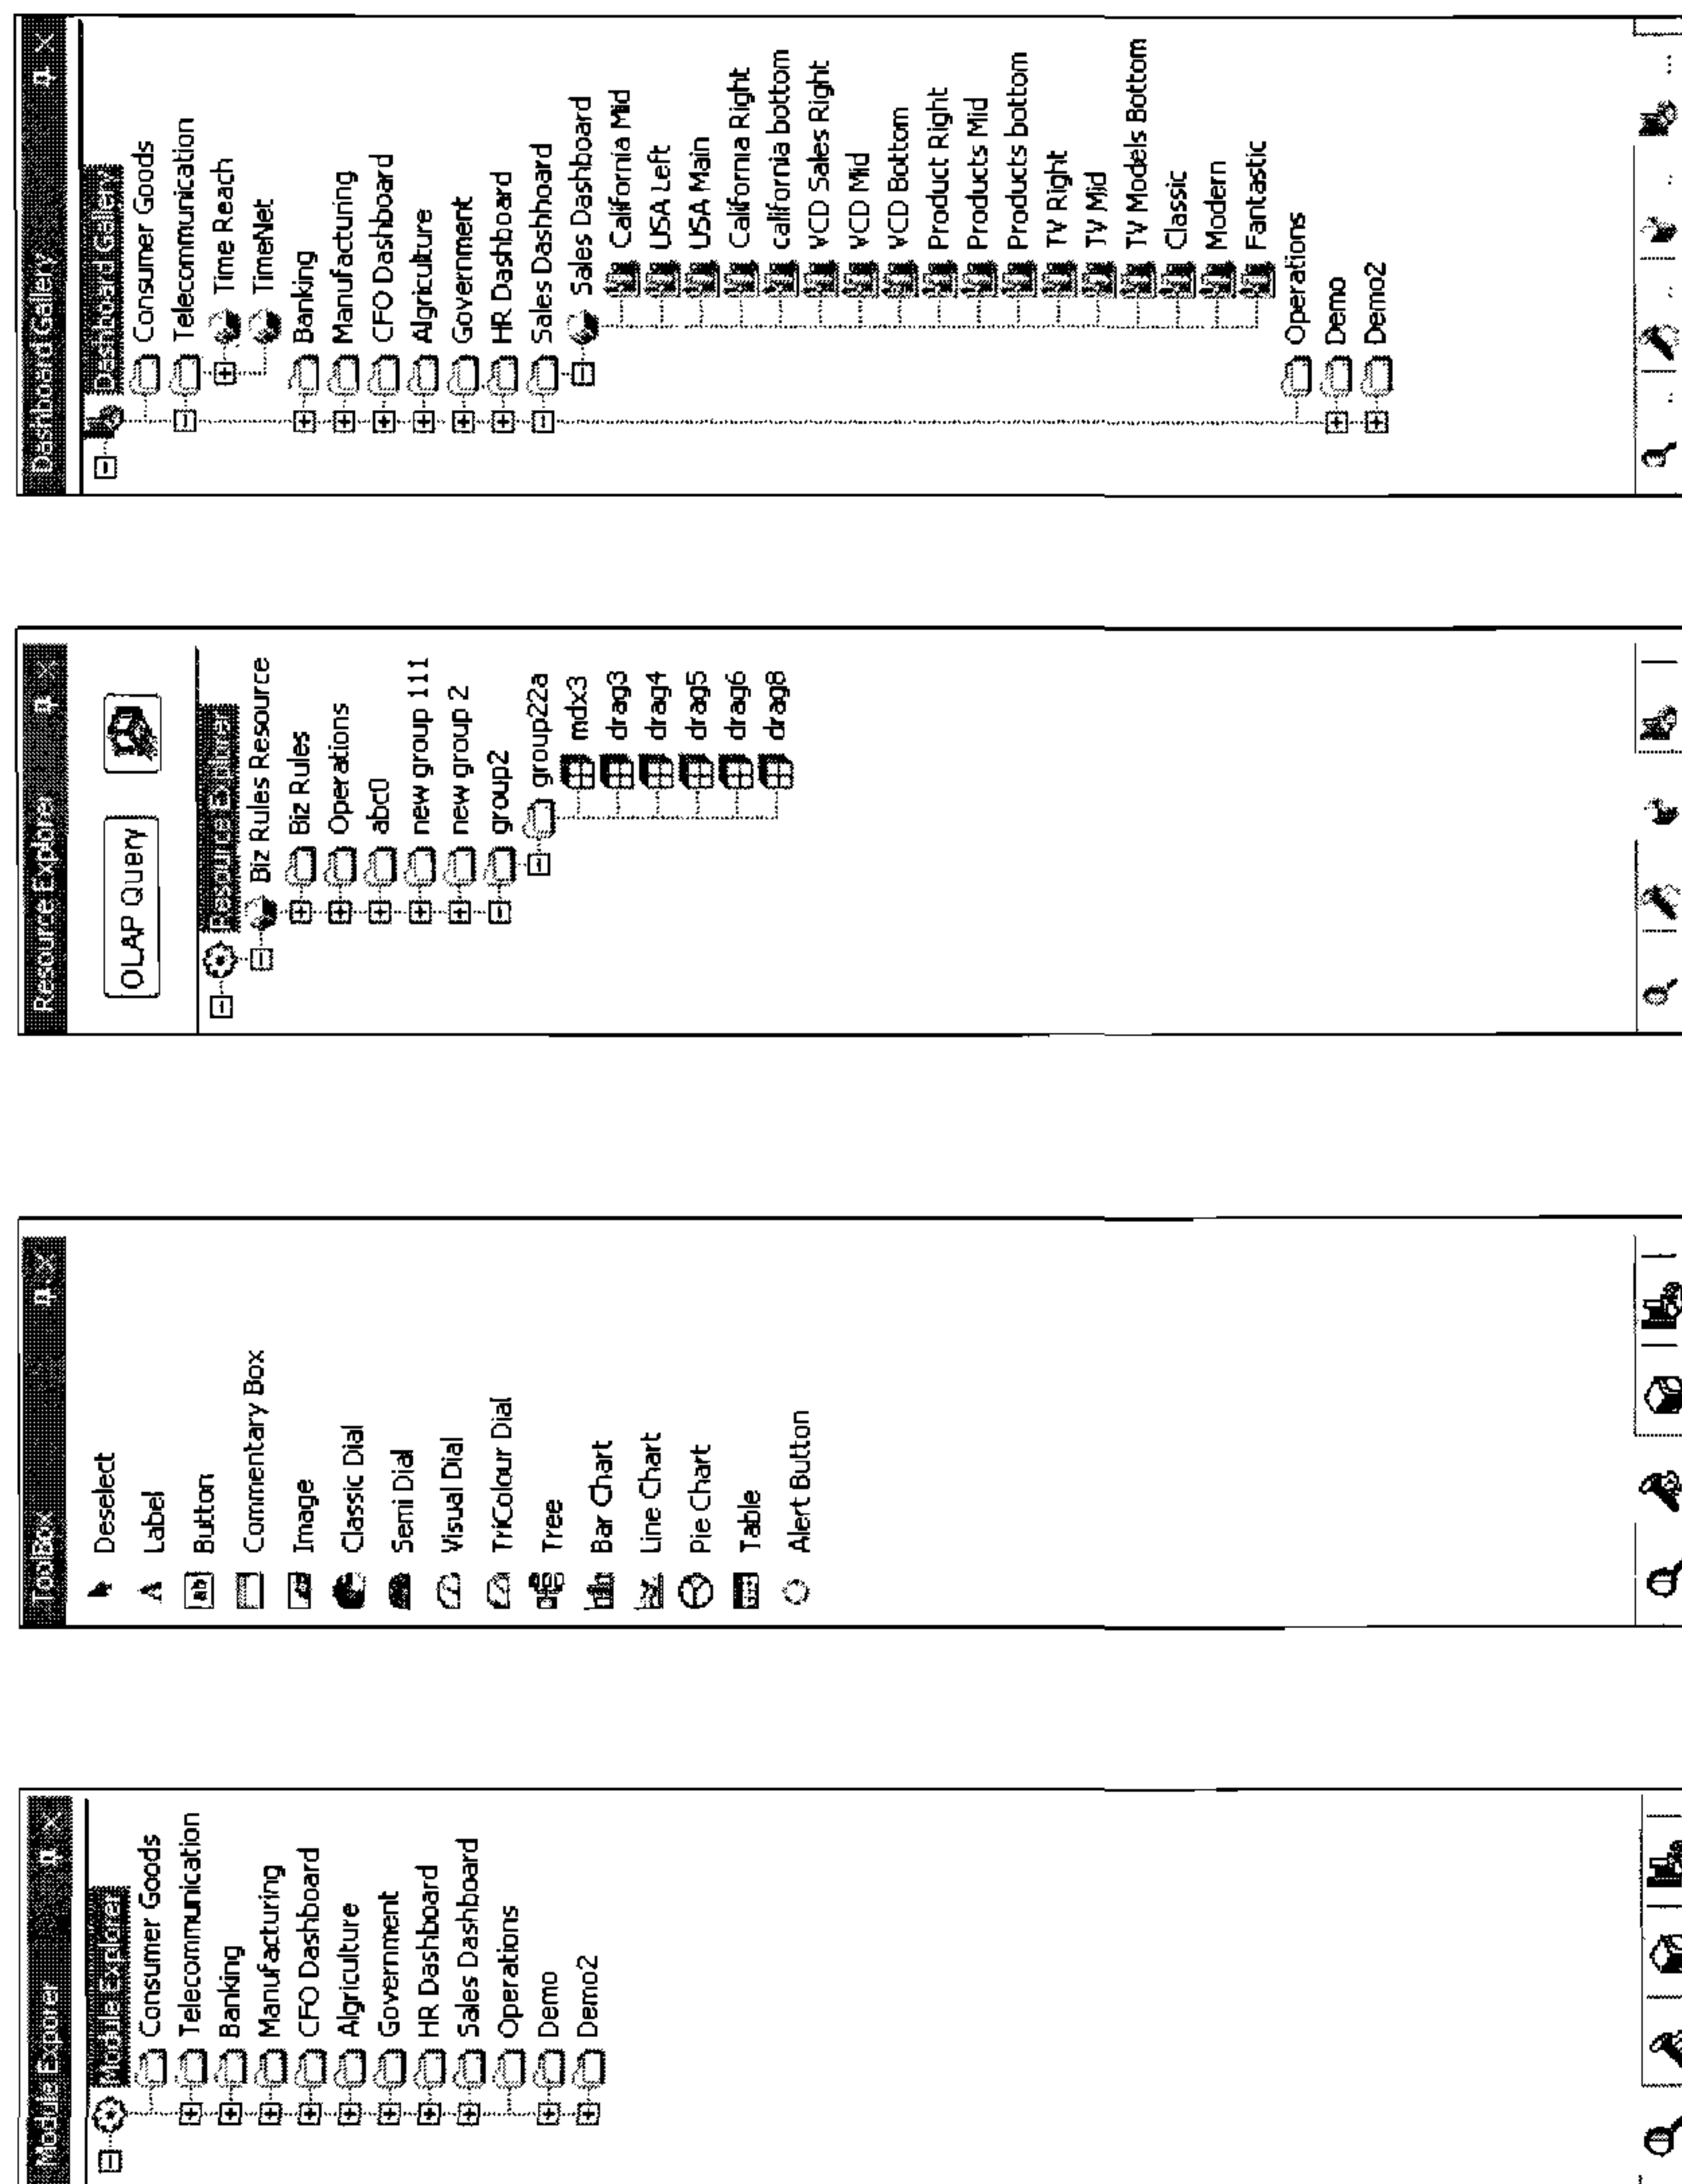 Module Explorer
Module Explorer
Consumer Goods
Telecommunication
Banking
Manufacturing
CFO Dashboard
Algriculture
Government
HR Dashboard
Sales Dashboard
Operations
Demo
Demo2
ToolBox
Deselect
A Label
ab Button
Commentary Box
Image
Classic Dial
Semi Dial
Visual Dial
TriColour Dial
Tree
Bar Chart
Line Chart
Pie Chart
Table
Alert Button
Resource Explorer
OLAP Query
Resource Explorer
Biz Rules Resource
Biz Rules
Operations
abc0
new group 111
new group 2
group2
group22a
mdx3
drag3
drag4
drag5
drag6
drag8
Dashboard Gallery
Dashboard Gallery
Consumer Goods
Telecommunication
Time Reach
TimeNet
Banking
Manufacturing
CFO Dashboard
Algriculture
Government
HR Dashboard
Sales Dashboard
Sales Dashboard
California Mid
USA Left
USA Main
California Right
california bottom
VCD Sales Right
VCD Mid
VCD Bottom
Product Right
Products Mid
Products bottom
TV Right
TV Mid
TV Models Bottom
Classic
Modern
Fantastic
Operations
Demo
Demo2